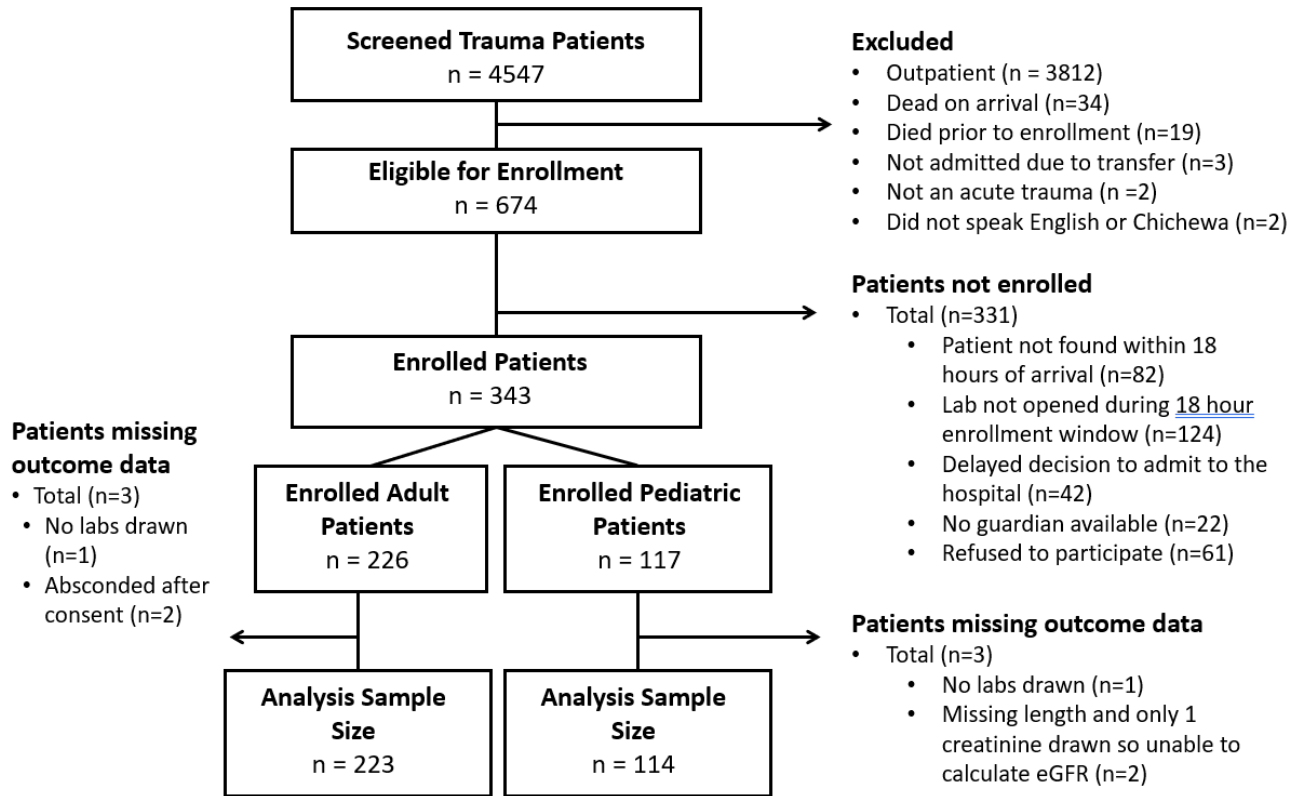 Screened Trauma Patients
n = 4547
Excluded
• Outpatient (n = 3812)
• Dead on arrival (n=34)
• Died prior to enrollment (n=19)
• Not admitted due to transfer (n=3)
• Not an acute trauma (n =2)
• Did not speak English or Chichewa (n=2)
Eligible for Enrollment
n = 674
Patients not enrolled
• Total (n=331)
• Patient not found within 18
hours of arrival (n=82)
• Lab not opened during 18 hour
enrollment window (n=124)
• Delayed decision to admit to the
hospital (n=42)
• No guardian available (n=22)
• Refused to participate (n=61)
Enrolled Patients
n = 343
Patients missing
outcome data
• Total (n=3)
• No labs drawn
(n=1)
• Absconded after
consent (n=2)
Enrolled Adult
Patients
n = 226
Enrolled Pediatric
Patients
n = 117
Patients missing outcome data
• Total (n=3)
• No labs drawn (n=1)
• Missing length and only 1
creatinine drawn so unable to
calculate eGFR (n=2)
Analysis Sample
Size
n = 223
Analysis Sample
Size
n = 114